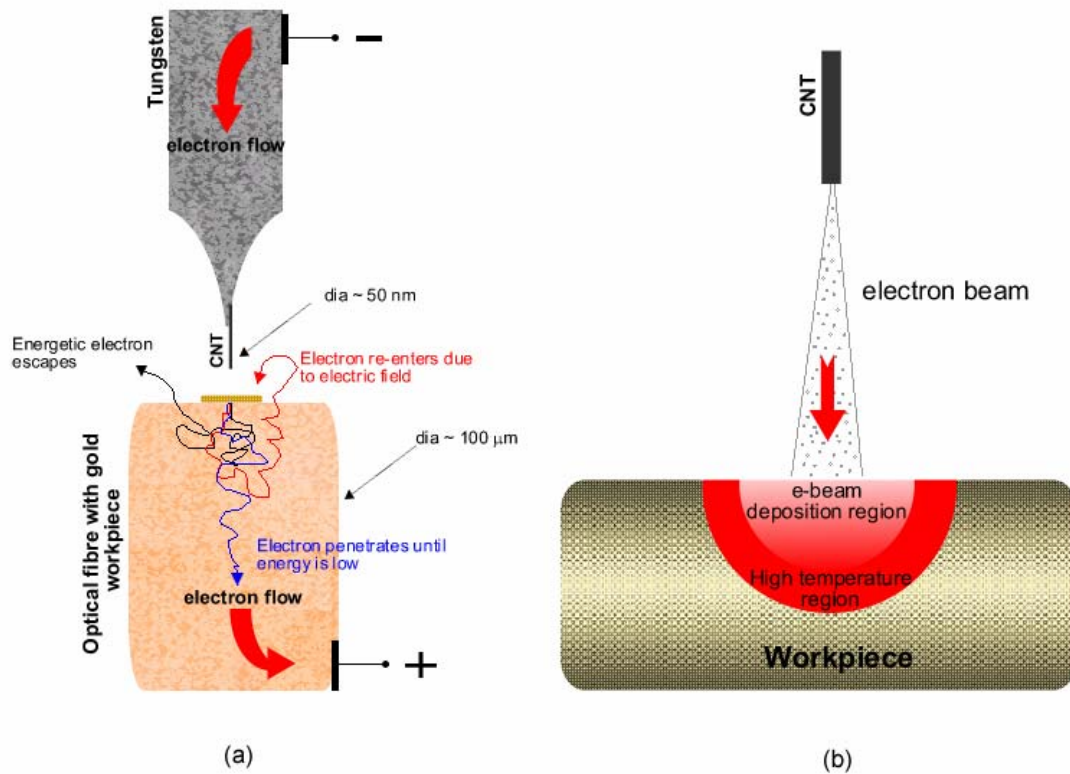 Tungsten
−
electron flow
dia ~ 50 nm
CNT
Energetic electron
escapes
Electron re-enters due
to electric field
dia ~ 100 μm
Optical fibre with gold
workpiece
Electron penetrates until
energy is low
electron flow
+
(a)
CNT
electron beam
e-beam
deposition region
High temperature
region
Workpiece
(b)